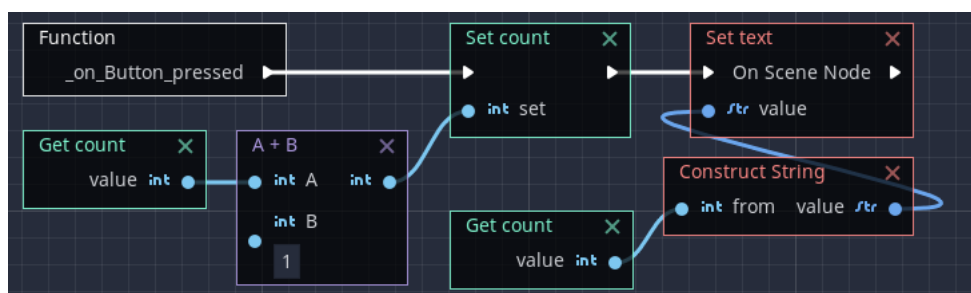 Function
_on_Button_pressed
Set count
int set
Set text
On Scene Node
Str value
Get count
value int
A + B
int A int
int B
1
Get count
value int
Construct String
int from value Str